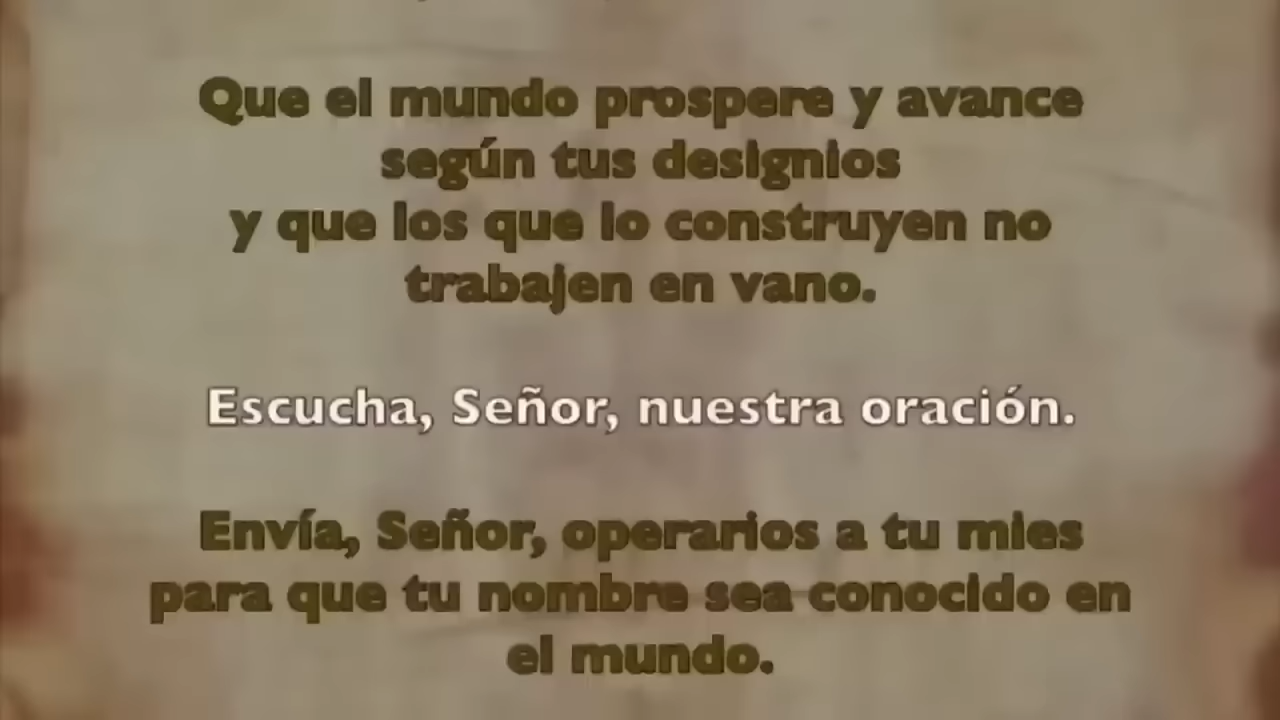 Que el mundo prospere y avance
según tus designios
y que los que lo construyen no
trabajen en vano.
Escucha, Señor, nuestra oración.
Envía, Señor, operarios a tu mies
para que tu nombre sea conocido en
el mundo.